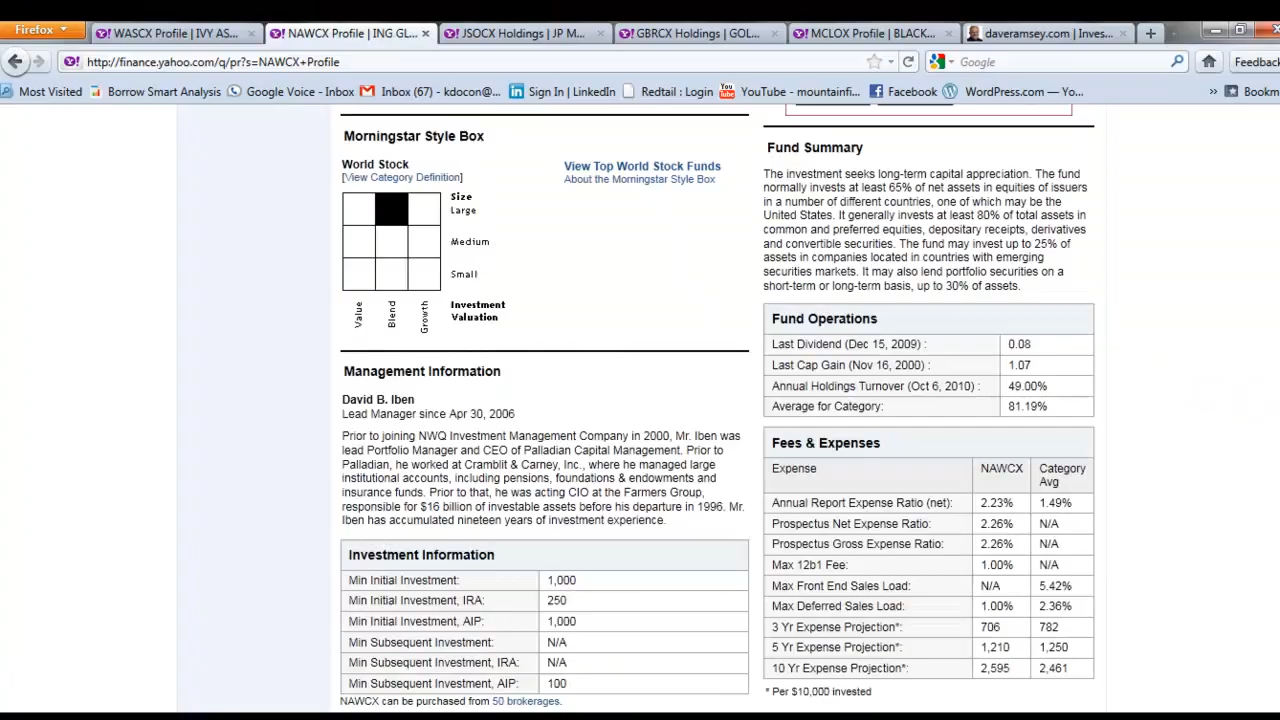 Firefox
WASCX Profile | IVY AS...
NAWCX Profile | ING GL...
JSOCX Holdings | JP M...
GBRCX Holdings | GOL...
MCLOX Profile | BLACK...
daveramsey.com | Inves...
http://finance.yahoo.com/q/pr?s=NAWCX+Profile
Google
Feedback
Most Visited
Borrow Smart Analysis
Google Voice - Inbox
Inbox (67) - kdocon@...
Sign In | LinkedIn
Redtail : Login
YouTube - mountainfi...
Facebook
WordPress.com — Yo...
Bookm
Morningstar Style Box
World Stock
[View Category Definition]
View Top World Stock Funds
About the Morningstar Style Box
Size
Large
Medium
Small
Value
Blend
Growth
Investment
Valuation
Management Information
David B. Iben
Lead Manager since Apr 30, 2006
Prior to joining NWQ Investment Management Company in 2000, Mr. Iben was
lead Portfolio Manager and CEO of Palladian Capital Management. Prior to
Palladian, he worked at Cramblit & Carney, Inc., where he managed large
institutional accounts, including pensions, foundations & endowments and
insurance funds. Prior to that, he was acting CIO at the Farmers Group,
responsible for $16 billion of investable assets before his departure in 1996. Mr.
Iben has accumulated nineteen years of investment experience.
Investment Information
Min Initial Investment: 1,000
Min Initial Investment, IRA: 250
Min Initial Investment, AIP: 1,000
Min Subsequent Investment: N/A
Min Subsequent Investment, IRA: N/A
Min Subsequent Investment, AIP: 100
NAWCX can be purchased from 50 brokerages.
Fund Summary
The investment seeks long-term capital appreciation. The fund
normally invests at least 65% of net assets in equities of issuers
in a number of different countries, one of which may be the
United States. It generally invests at least 80% of total assets in
common and preferred equities, depositary receipts, derivatives
and convertible securities. The fund may invest up to 25% of
assets in companies located in countries with emerging
securities markets. It may also lend portfolio securities on a
short-term or long-term basis, up to 30% of assets.
Fund Operations
Last Dividend (Dec 15, 2009) : 0.08
Last Cap Gain (Nov 16, 2000) : 1.07
Annual Holdings Turnover (Oct 6, 2010) : 49.00%
Average for Category: 81.19%
Fees & Expenses
Expense NAWCX Category
Avg
Annual Report Expense Ratio (net): 2.23% 1.49%
Prospectus Net Expense Ratio: 2.26% N/A
Prospectus Gross Expense Ratio: 2.26% N/A
Max 12b1 Fee: 1.00% N/A
Max Front End Sales Load: N/A 5.42%
Max Deferred Sales Load: 1.00% 2.36%
3 Yr Expense Projection*: 706 782
5 Yr Expense Projection*: 1,210 1,250
10 Yr Expense Projection*: 2,595 2,461
* Per $10,000 invested